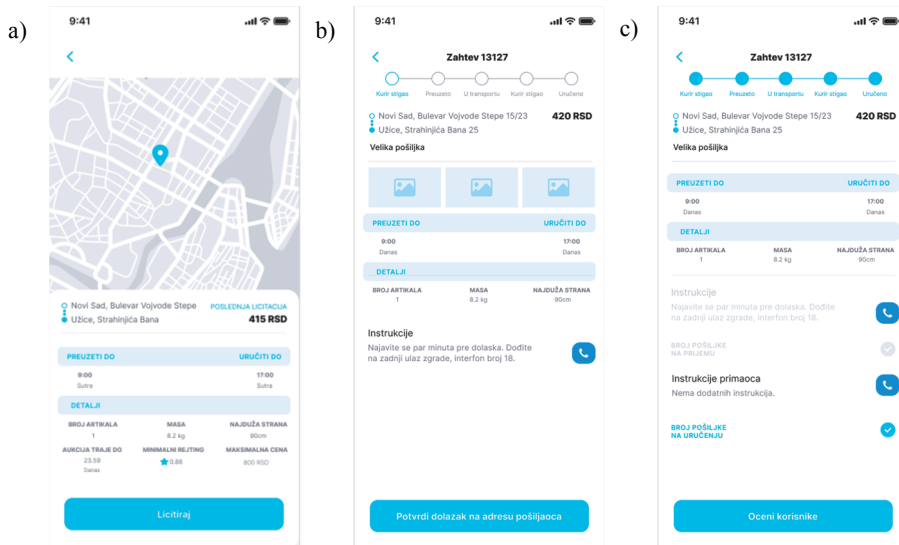 a)
9:41
Novi Sad, Bulevar Vojvode Stepe POSLEDNJA LICITACIJA
Užice, Strahinjića Bana 415 RSD
PREUZETI DO URUČITI DO
9:00 17:00
Sutra Sutra
DETALJI
BROJ ARTIKALA MASA NAJDUŽA STRANA
1 8.2 kg 90cm
AUKCIJA TRAJE DO MINIMALNI REJTING MAKSIMALNA CENA
23.59 0.88 800 RSD
Danas
Licitiraj
b)
9:41
Zahtev 13127
Kurir stigao Preuzeto U transportu Kurir stigao Uručeno
Novi Sad, Bulevar Vojvode Stepe 15/23 420 RSD
Užice, Strahinjića Bana 25
Velika pošiljka
PREUZETI DO URUČITI DO
9:00 17:00
Danas Danas
DETALJI
BROJ ARTIKALA MASA NAJDUŽA STRANA
1 8.2 kg 90cm
Instrukcije
Najavite se par minuta pre dolaska. Dođite
na zadnji ulaz zgrade, interfon broj 18.
Potvrdi dolazak na adresu pošiljaoca
c)
9:41
Zahtev 13127
Kurir stigao Preuzeto U transportu Kurir stigao Uručeno
Novi Sad, Bulevar Vojvode Stepe 15/23 420 RSD
Užice, Strahinjića Bana 25
Velika pošiljka
PREUZETI DO URUČITI DO
9:00 17:00
Danas Danas
DETALJI
BROJ ARTIKALA MASA NAJDUŽA STRANA
1 8.2 kg 90cm
Instrukcije
Najavite se par minuta pre dolaska. Dođite
na zadnji ulaz zgrade, interfon broj 18.
BROJ POŠILJKE
NA PRIJEMU
Instrukcije primaoca
Nema dodatnih instrukcija.
BROJ POŠILJKE
NA URUČENJU
Oceni korisnike